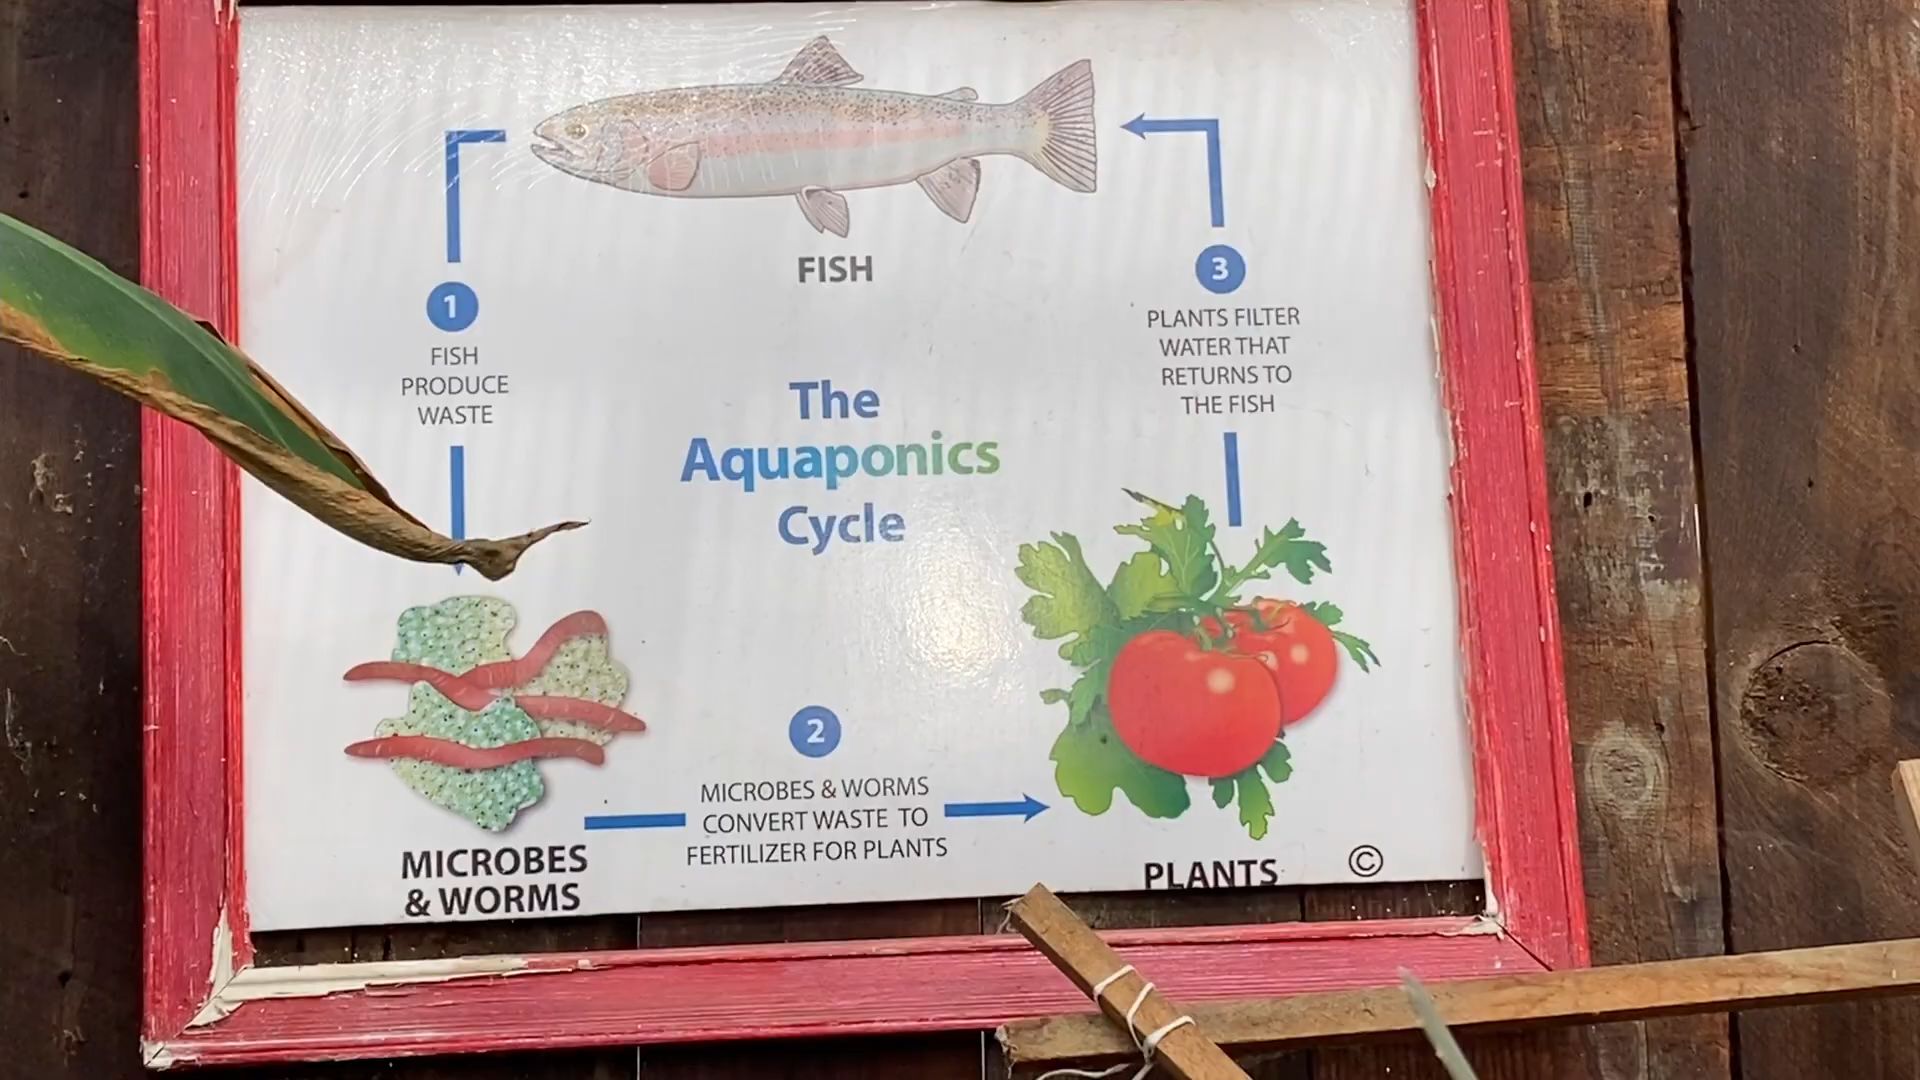 FISH
1
FISH
PRODUCE
WASTE
3
PLANTS FILTER
WATER THAT
RETURNS TO
THE FISH
The
Aquaponics
Cycle
2
MICROBES & WORMS
CONVERT WASTE TO
FERTILIZER FOR PLANTS
MICROBES
& WORMS
PLANTS
©